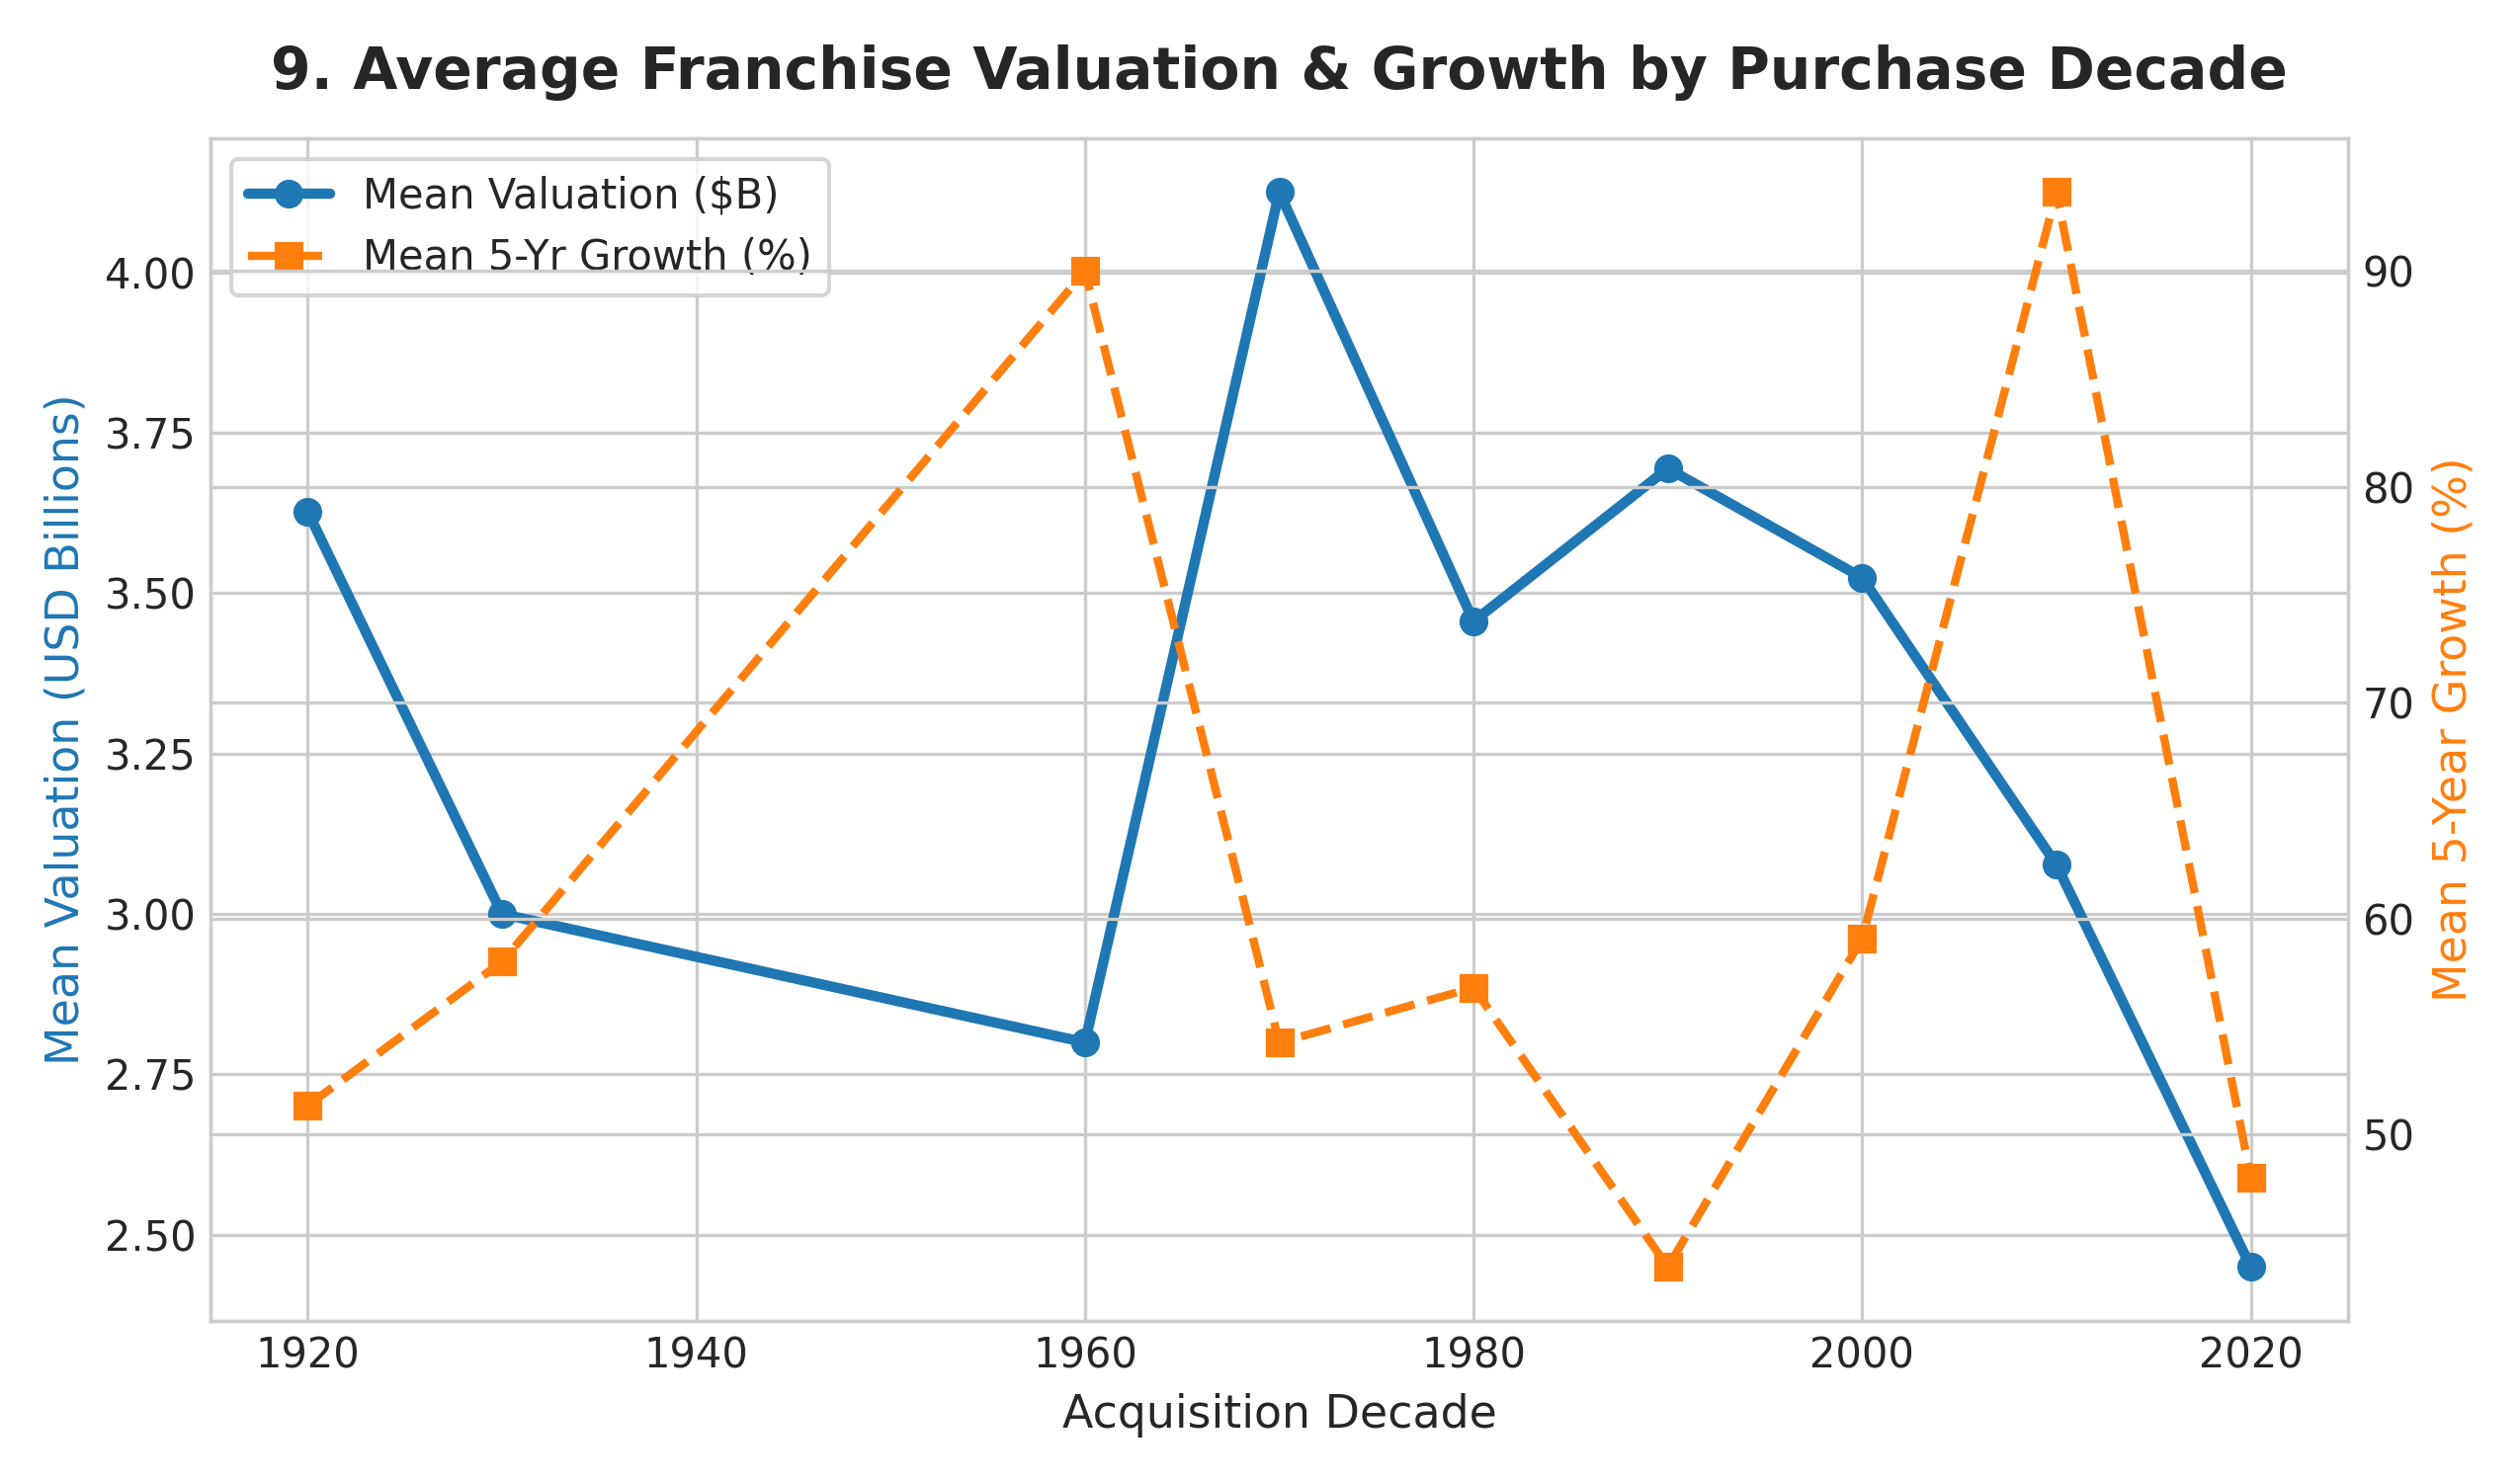 9. Average Franchise Valuation & Growth by Purchase Decade
Mean Valuation ($B)
Mean 5-Yr Growth (%)
Mean Valuation (USD Billions)
4.00
3.75
3.50
3.25
3.00
2.75
2.50
90
80
70
60
50
Mean 5-Year Growth (%)
1920 1940 1960 1980 2000 2020
Acquisition Decade